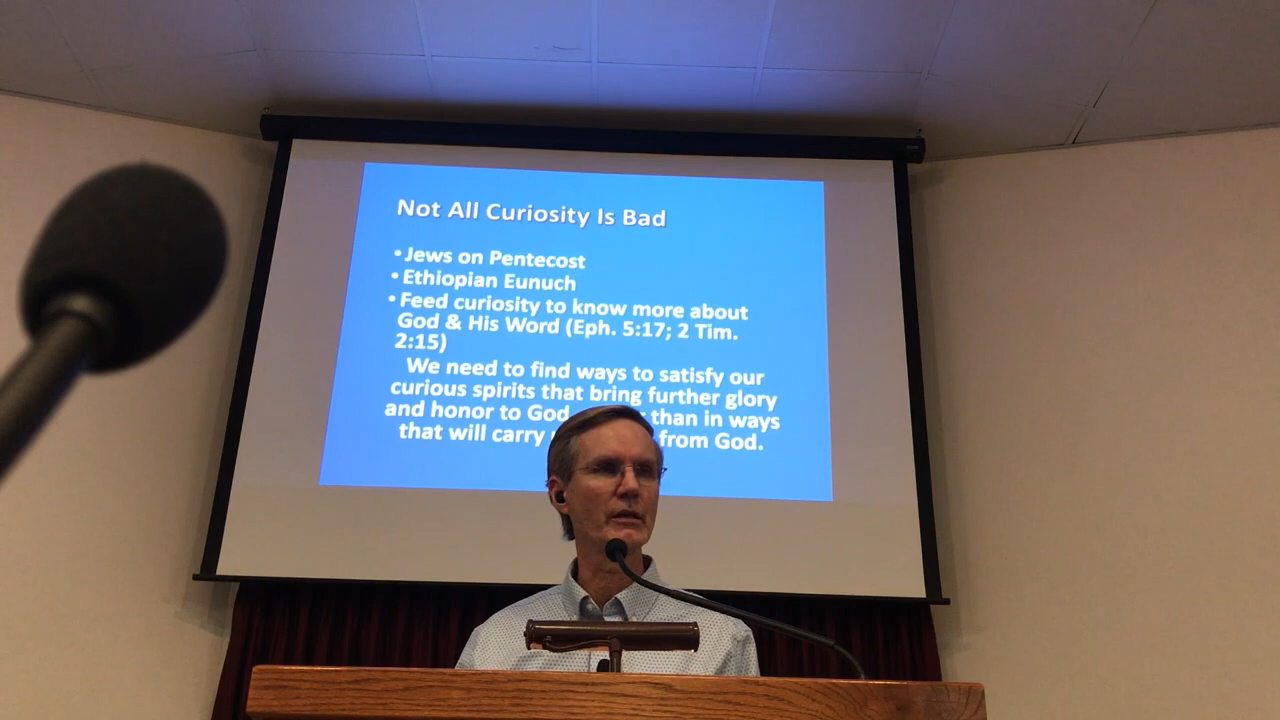 Not All Curiosity Is Bad
• Jews on Pentecost
• Ethiopian Eunuch
• Feed curiosity to know more about
God & His Word (Eph. 5:17; 2 Tim.
2:15)
We need to find ways to satisfy our
curious spirits that bring further glory
and honor to God than in ways
that will carry from God.